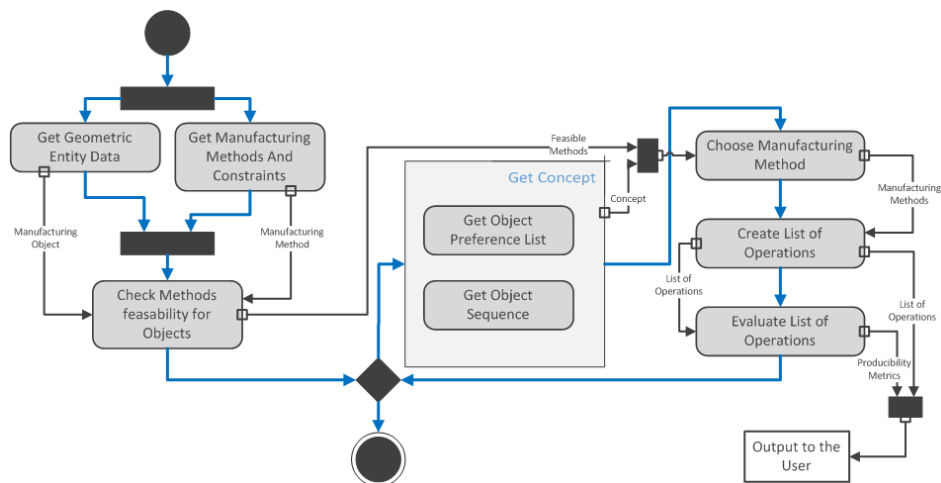 Get Geometric
Entity Data
Get Manufacturing
Methods And
Constraints
Manufacturing
Object
Manufacturing
Method
Check Methods
feasability for
Objects
Feasible
Methods
Get Concept
Concept
Get Object
Preference List
Get Object
Sequence
Choose Manufacturing
Method
Manufacturing
Methods
Create List of
Operations
List of
Operations
List of
Operations
Evaluate List of
Operations
Producibility
Metrics
Output to the
User